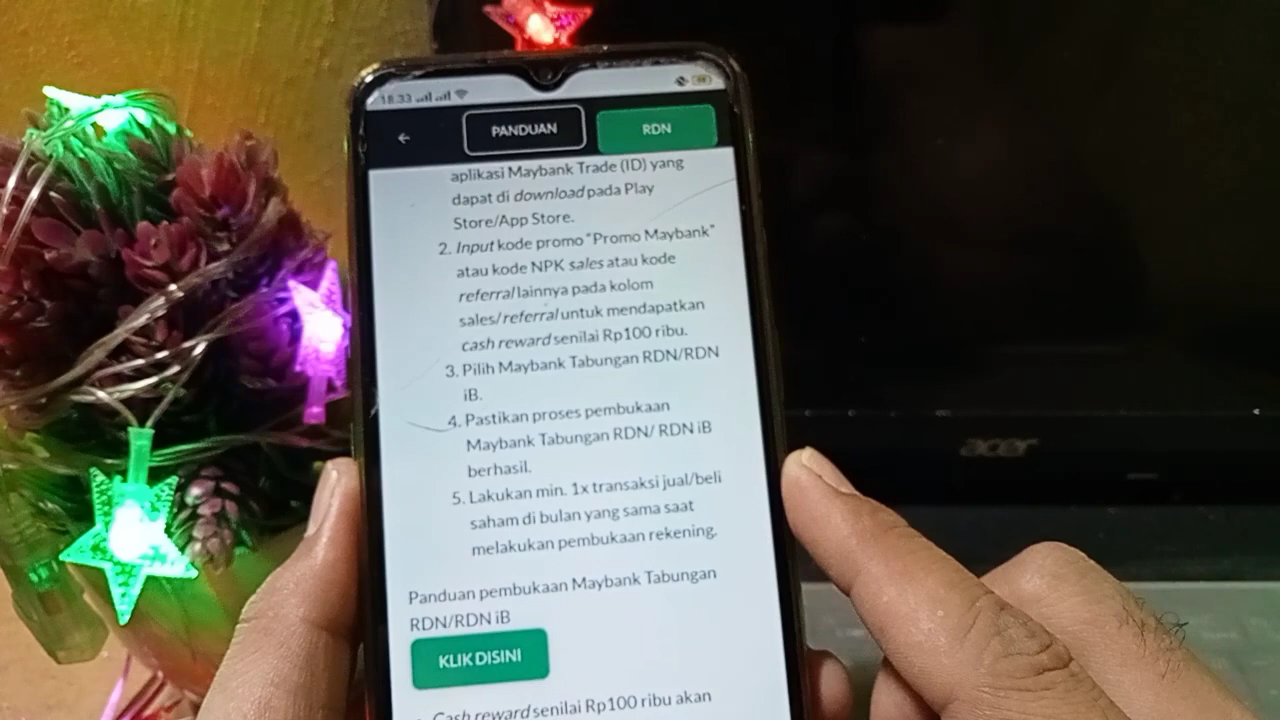 18.33
PANDUAN
RDN
aplikasi Maybank Trade (ID) yang
dapat di download pada Play
Store/App Store.
2. Input kode promo "Promo Maybank"
atau kode NPK sales atau kode
referral lainnya pada kolom
sales/referral untuk mendapatkan
cash reward senilai Rp100 ribu.
3. Pilih Maybank Tabungan RDN/RDN
iB.
4. Pastikan proses pembukaan
Maybank Tabungan RDN/ RDN iB
berhasil.
5. Lakukan min. 1x transaksi jual/beli
saham di bulan yang sama saat
melakukan pembukaan rekening.
Panduan pembukaan Maybank Tabungan
RDN/RDN iB
KLIK DISINI
Cash reward senilai Rp100 ribu akan
acer